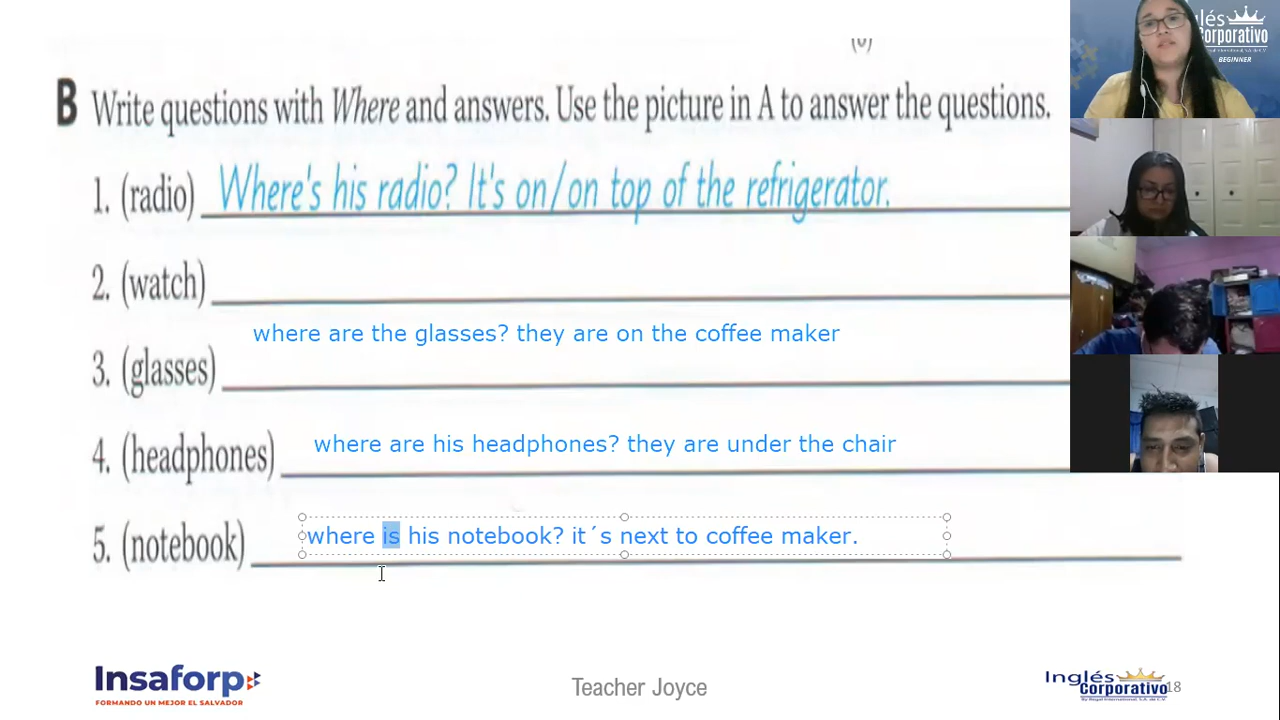 (6)
B Write questions with Where and answers. Use the picture in A to answer the questions.
1. (radio) Where's his radio? It's on/on top of the refrigerator.
2. (watch)
where are the glasses? they are on the coffee maker
3. (glasses)
where are his headphones? they are under the chair
4. (headphones)
where is his notebook? it´s next to coffee maker.
5. (notebook)
Insaforp
FORMANDO UN MEJOR EL SALVADOR
Teacher Joyce
Inglés
Corporativo
18
glés
Corporativo
BEGINNER